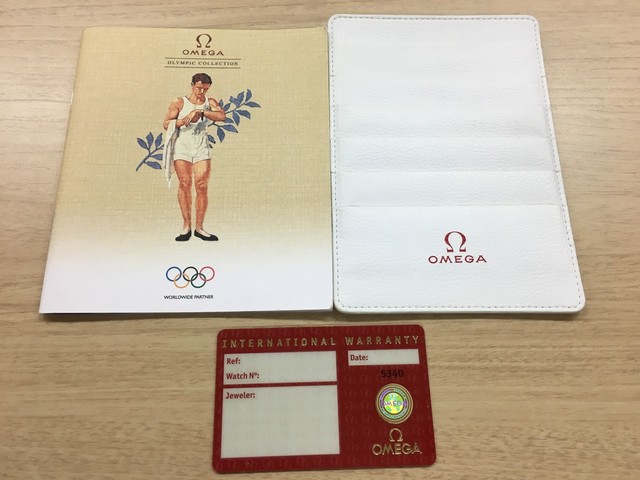 OMEGA
OLYMPIC COLLECTION
WORLDWIDE PARTNER
OMEGA
INTERNATIONAL WARRANTY
Ref:
Watch Nº:
Date:
5340
Jeweler:
OMEGA